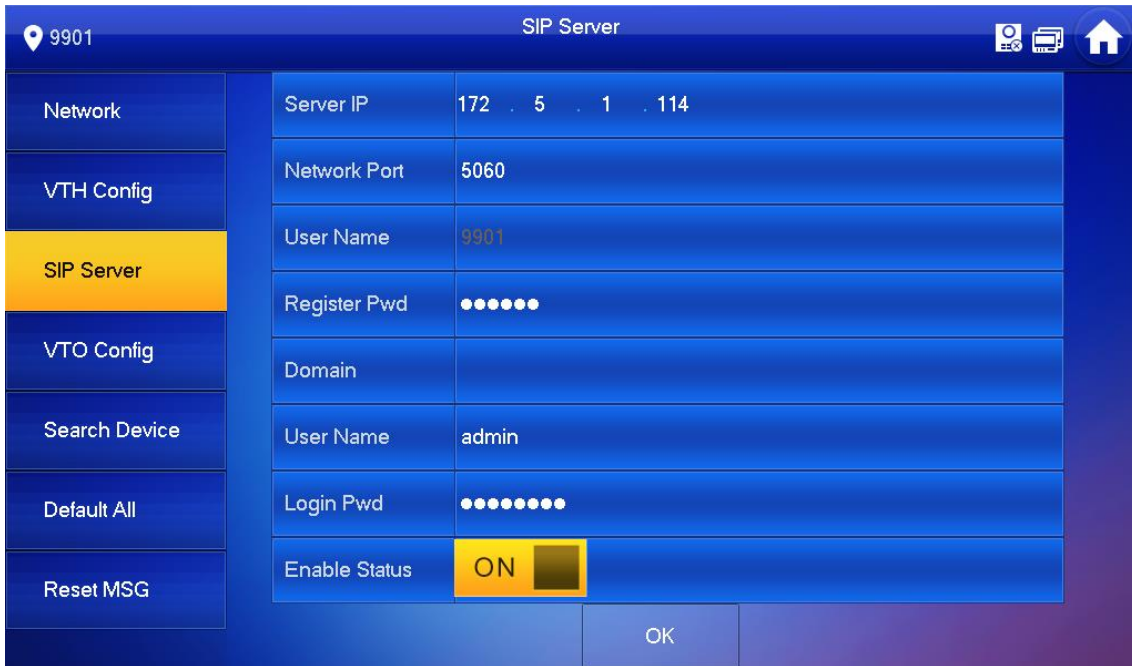 9901
SIP Server
Network
VTH Config
SIP Server
VTO Config
Search Device
Default All
Reset MSG
Server IP 172 . 5 . 1 . 114
Network Port 5060
User Name 9901
Register Pwd ●●●●●●
Domain
User Name admin
Login Pwd ●●●●●●●●
Enable Status ON
OK